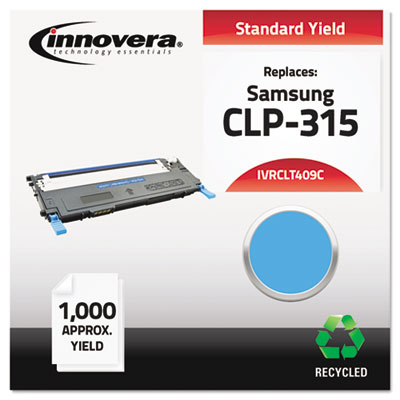 innovera
technology essentials
Standard Yield
Replaces:
Samsung
CLP-315
IVRCLT409C
1,000
APPROX.
YIELD
RECYCLED